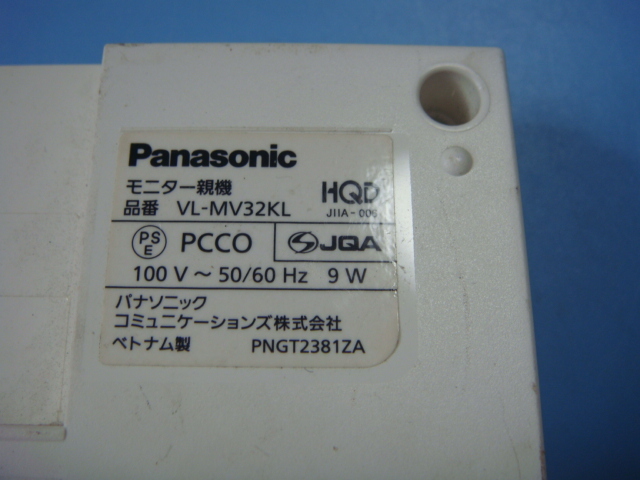 Panasonic
モニター親機 HQD
品番 VL-MV32KL JIIA-006
PS E PCCO JQA
100 V ～ 50/60 Hz 9 W
パナソニック
コミュニケーションズ株式会社
ベトナム製 PNGT2381ZA